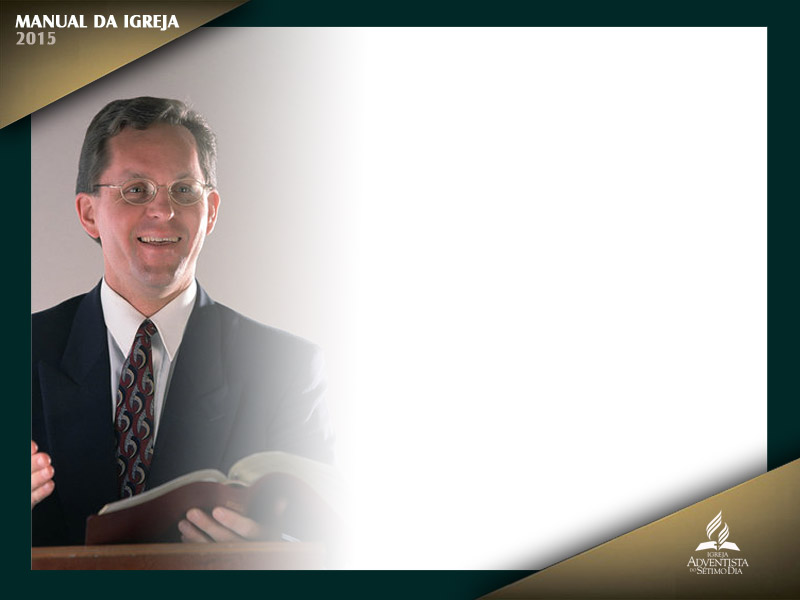 MANUAL DA IGREJA
2015
IGREJA
ADVENTISTA
DO SÉTIMO DIA